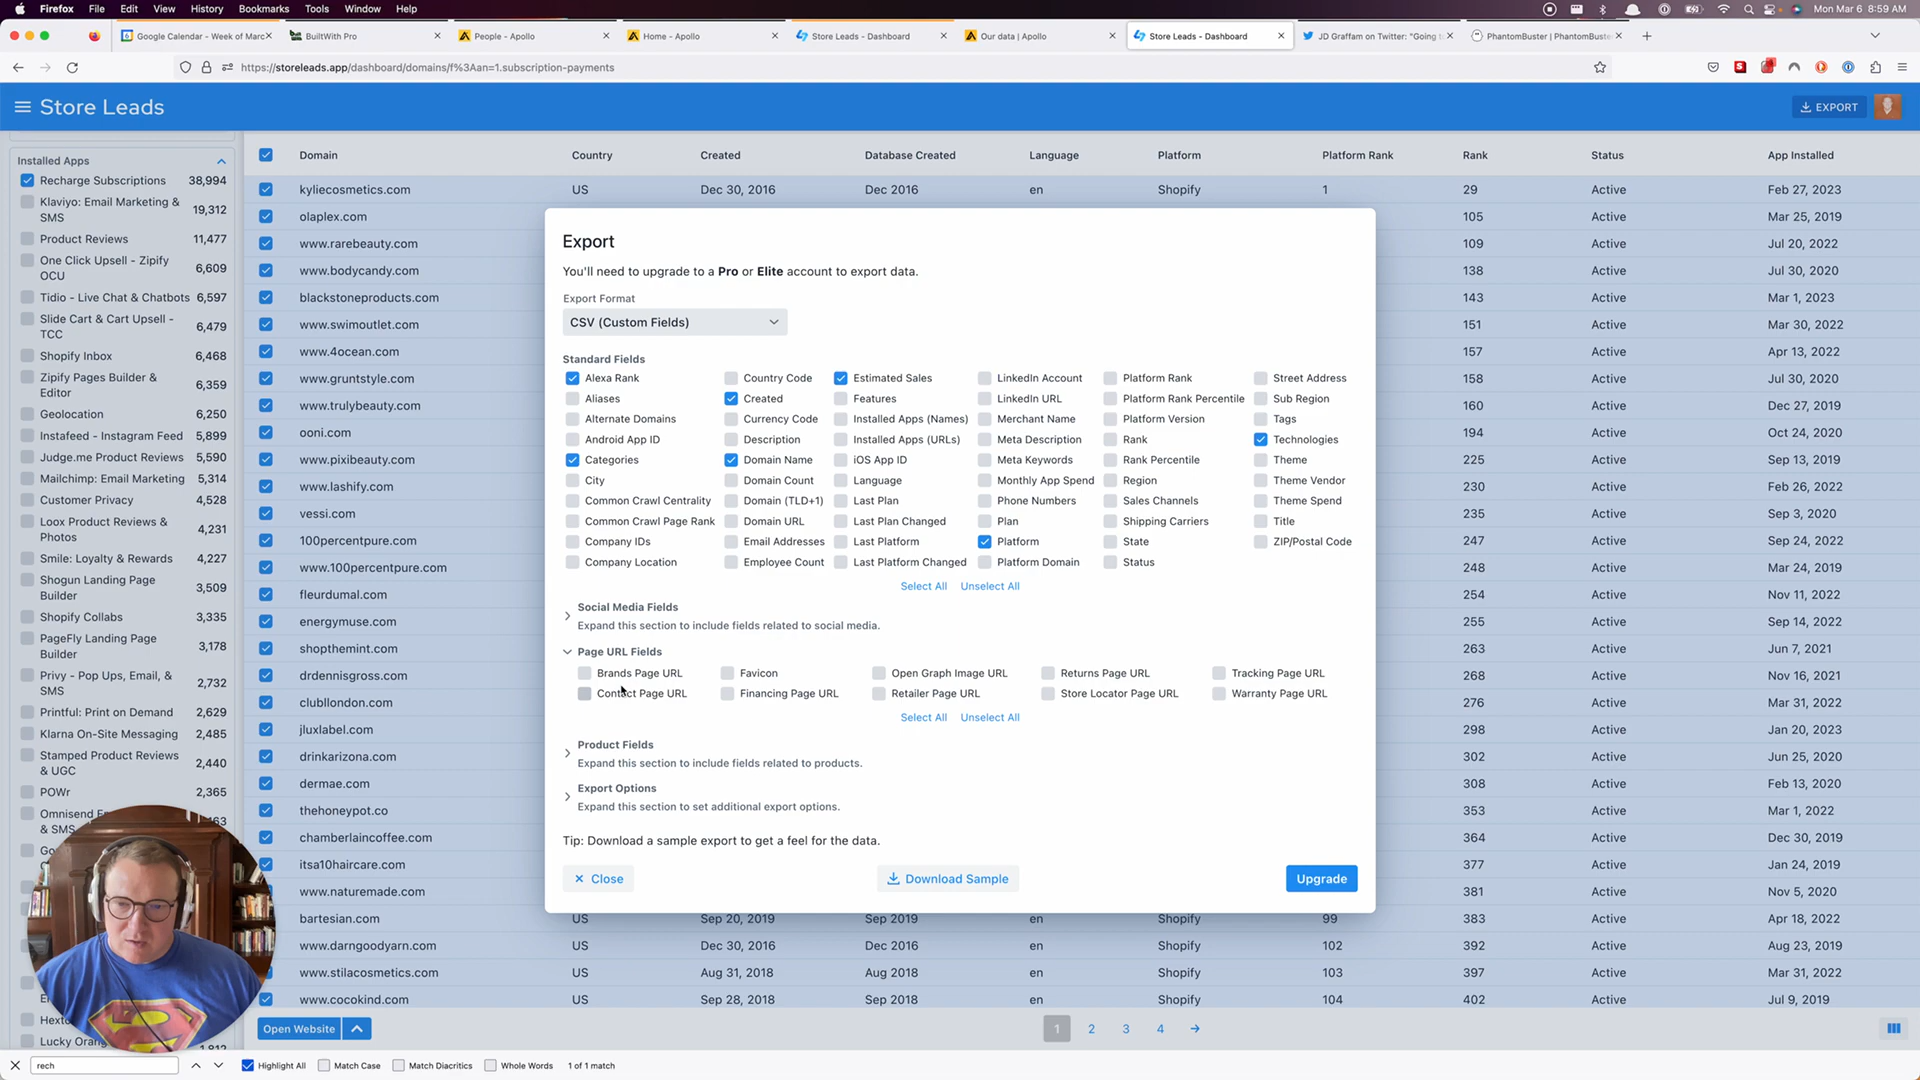 Firefox File Edit View History Bookmarks Tools Window Help
Mon Mar 6 8:59 AM
Google Calendar - Week of Marc
BuiltWith Pro
People - Apollo
Home - Apollo
Store Leads - Dashboard
Our data | Apollo
Store Leads - Dashboard
JD Graffam on Twitter: "Going t
PhantomBuster | PhantomBuste
https://storeleads.app/dashboard/domains/f%3Aan=1.subscription-payments
Store Leads
EXPORT
Installed Apps
Recharge Subscriptions 38,994
Klaviyo: Email Marketing & SMS 19,312
Product Reviews 11,477
One Click Upsell - Zipify OCU 6,609
Tidio - Live Chat & Chatbots 6,597
Slide Cart & Cart Upsell - TCC 6,479
Shopify Inbox 6,468
Zipify Pages Builder & Editor 6,359
Geolocation 6,250
Instafeed - Instagram Feed 5,899
Judge.me Product Reviews 5,590
Mailchimp: Email Marketing 5,314
Customer Privacy 4,528
Loox Product Reviews & Photos 4,231
Smile: Loyalty & Rewards 4,227
Shogun Landing Page Builder 3,509
Shopify Collabs 3,335
PageFly Landing Page Builder 3,178
Privy - Pop Ups, Email, & SMS 2,732
Printful: Print on Demand 2,629
Klarna On-Site Messaging 2,485
Stamped Product Reviews & UGC 2,440
POWr 2,365
Omnisend
& SMS
Lucky Oran
Domain Country Created Database Created Language Platform Platform Rank Rank Status App Installed
kyliecosmetics.com US Dec 30, 2016 Dec 2016 en Shopify 1 29 Active Feb 27, 2023
olaplex.com 105 Active Mar 25, 2019
www.rarebeauty.com 109 Active Jul 20, 2022
www.bodycandy.com 138 Active Jul 30, 2020
blackstoneproducts.com 143 Active Mar 1, 2023
www.swimoutlet.com 151 Active Mar 30, 2022
www.4ocean.com 157 Active Apr 13, 2022
www.gruntstyle.com 158 Active Jul 30, 2020
www.trulybeauty.com 160 Active Dec 27, 2019
ooni.com 194 Active Oct 24, 2020
www.pixibeauty.com 225 Active Sep 13, 2019
www.lashify.com 230 Active Feb 26, 2022
vessi.com 235 Active Sep 3, 2020
100percentpure.com 247 Active Sep 24, 2022
www.100percentpure.com 248 Active Mar 24, 2019
fleurdumal.com 254 Active Nov 11, 2022
energymuse.com 255 Active Sep 14, 2022
shopthemint.com 263 Active Jun 7, 2021
drdennisgross.com 268 Active Nov 16, 2021
clubllondon.com 276 Active Mar 31, 2022
jluxlabel.com 298 Active Jan 20, 2023
drinkarizona.com 302 Active Jun 25, 2020
dermae.com 308 Active Feb 13, 2020
thehoneypot.co 353 Active Mar 1, 2022
chamberlaincoffee.com 364 Active Dec 30, 2019
itsa10haircare.com 377 Active Jan 24, 2019
www.naturemade.com 381 Active Nov 5, 2020
bartesian.com US Sep 20, 2019 Sep 2019 en Shopify 99 383 Active Apr 18, 2022
www.darngoodyarn.com US Dec 30, 2016 Dec 2016 en Shopify 102 392 Active Aug 23, 2019
www.stilacosmetics.com US Aug 31, 2018 Aug 2018 en Shopify 103 397 Active Mar 31, 2022
www.cocokind.com US Sep 28, 2018 Sep 2018 en Shopify 104 402 Active Jul 9, 2019
Export
You'll need to upgrade to a Pro or Elite account to export data.
Export Format
CSV (Custom Fields)
Standard Fields
Alexa Rank Country Code Estimated Sales LinkedIn Account Platform Rank Street Address
Aliases Created Features LinkedIn URL Platform Rank Percentile Sub Region
Alternate Domains Currency Code Installed Apps (Names) Merchant Name Platform Version Tags
Android App ID Description Installed Apps (URLs) Meta Description Rank Technologies
Categories Domain Name iOS App ID Meta Keywords Rank Percentile Theme
City Domain Count Language Monthly App Spend Region Theme Vendor
Common Crawl Centrality Domain (TLD+1) Last Plan Phone Numbers Sales Channels Theme Spend
Common Crawl Page Rank Domain URL Last Plan Changed Plan Shipping Carriers Title
Company IDs Email Addresses Last Platform Platform State ZIP/Postal Code
Company Location Employee Count Last Platform Changed Platform Domain Status
Select All Unselect All
Social Media Fields
Expand this section to include fields related to social media.
Page URL Fields
Brands Page URL Favicon Open Graph Image URL Returns Page URL Tracking Page URL
Contact Page URL Financing Page URL Retailer Page URL Store Locator Page URL Warranty Page URL
Select All Unselect All
Product Fields
Expand this section to include fields related to products.
Export Options
Expand this section to set additional export options.
Tip: Download a sample export to get a feel for the data.
Close Download Sample Upgrade
Open Website 1 2 3 4
rech Highlight All Match Case Match Diacritics Whole Words 1 of 1 match